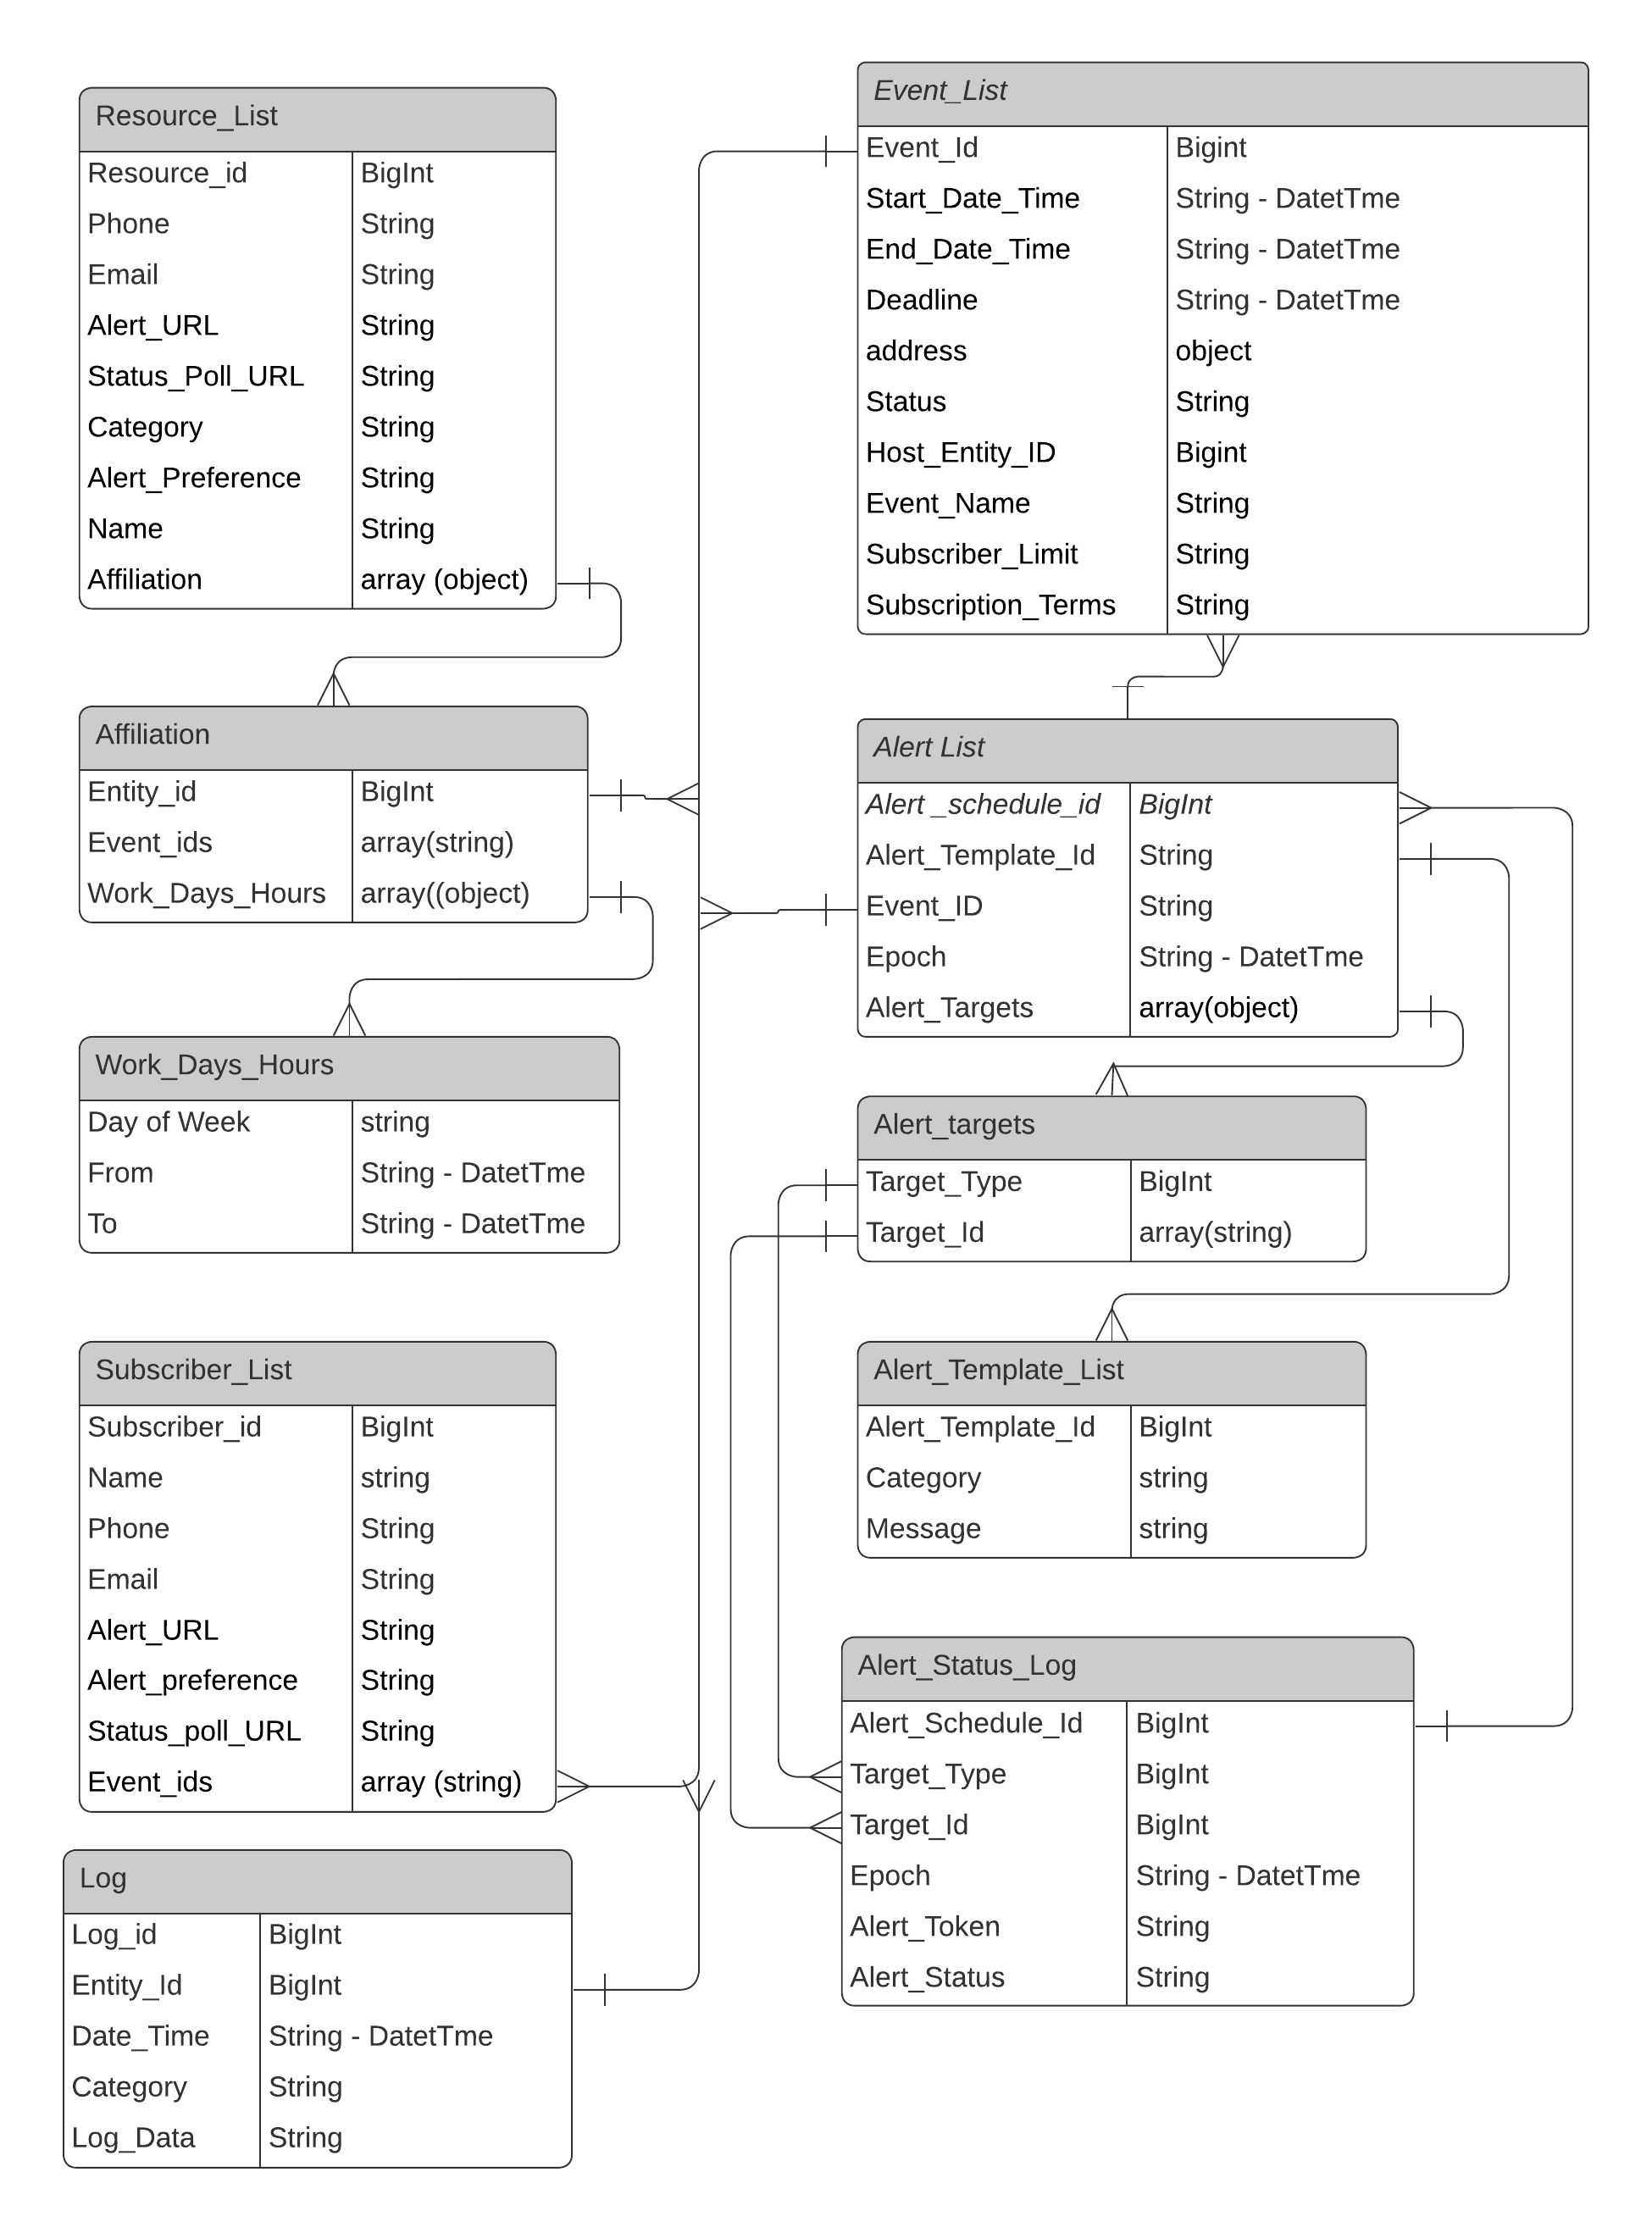 Resource_List
Resource_id BigInt
Phone String
Email String
Alert_URL String
Status_Poll_URL String
Category String
Alert_Preference String
Name String
Affiliation array (object)
Affiliation
Entity_id BigInt
Event_ids array(string)
Work_Days_Hours array((object)
Work_Days_Hours
Day of Week string
From String - DatetTme
To String - DatetTme
Subscriber_List
Subscriber_id BigInt
Name string
Phone String
Email String
Alert_URL String
Alert_preference String
Status_poll_URL String
Event_ids array (string)
Log
Log_id BigInt
Entity_Id BigInt
Date_Time String - DatetTme
Category String
Log_Data String
Event_List
Event_Id Bigint
Start_Date_Time String - DatetTme
End_Date_Time String - DatetTme
Deadline String - DatetTme
address object
Status String
Host_Entity_ID Bigint
Event_Name String
Subscriber_Limit String
Subscription_Terms String
Alert List
Alert _schedule_id BigInt
Alert_Template_Id String
Event_ID String
Epoch String - DatetTme
Alert_Targets array(object)
Alert_targets
Target_Type BigInt
Target_Id array(string)
Alert_Template_List
Alert_Template_Id BigInt
Category string
Message string
Alert_Status_Log
Alert_Schedule_Id BigInt
Target_Type BigInt
Target_Id BigInt
Epoch String - DatetTme
Alert_Token String
Alert_Status String